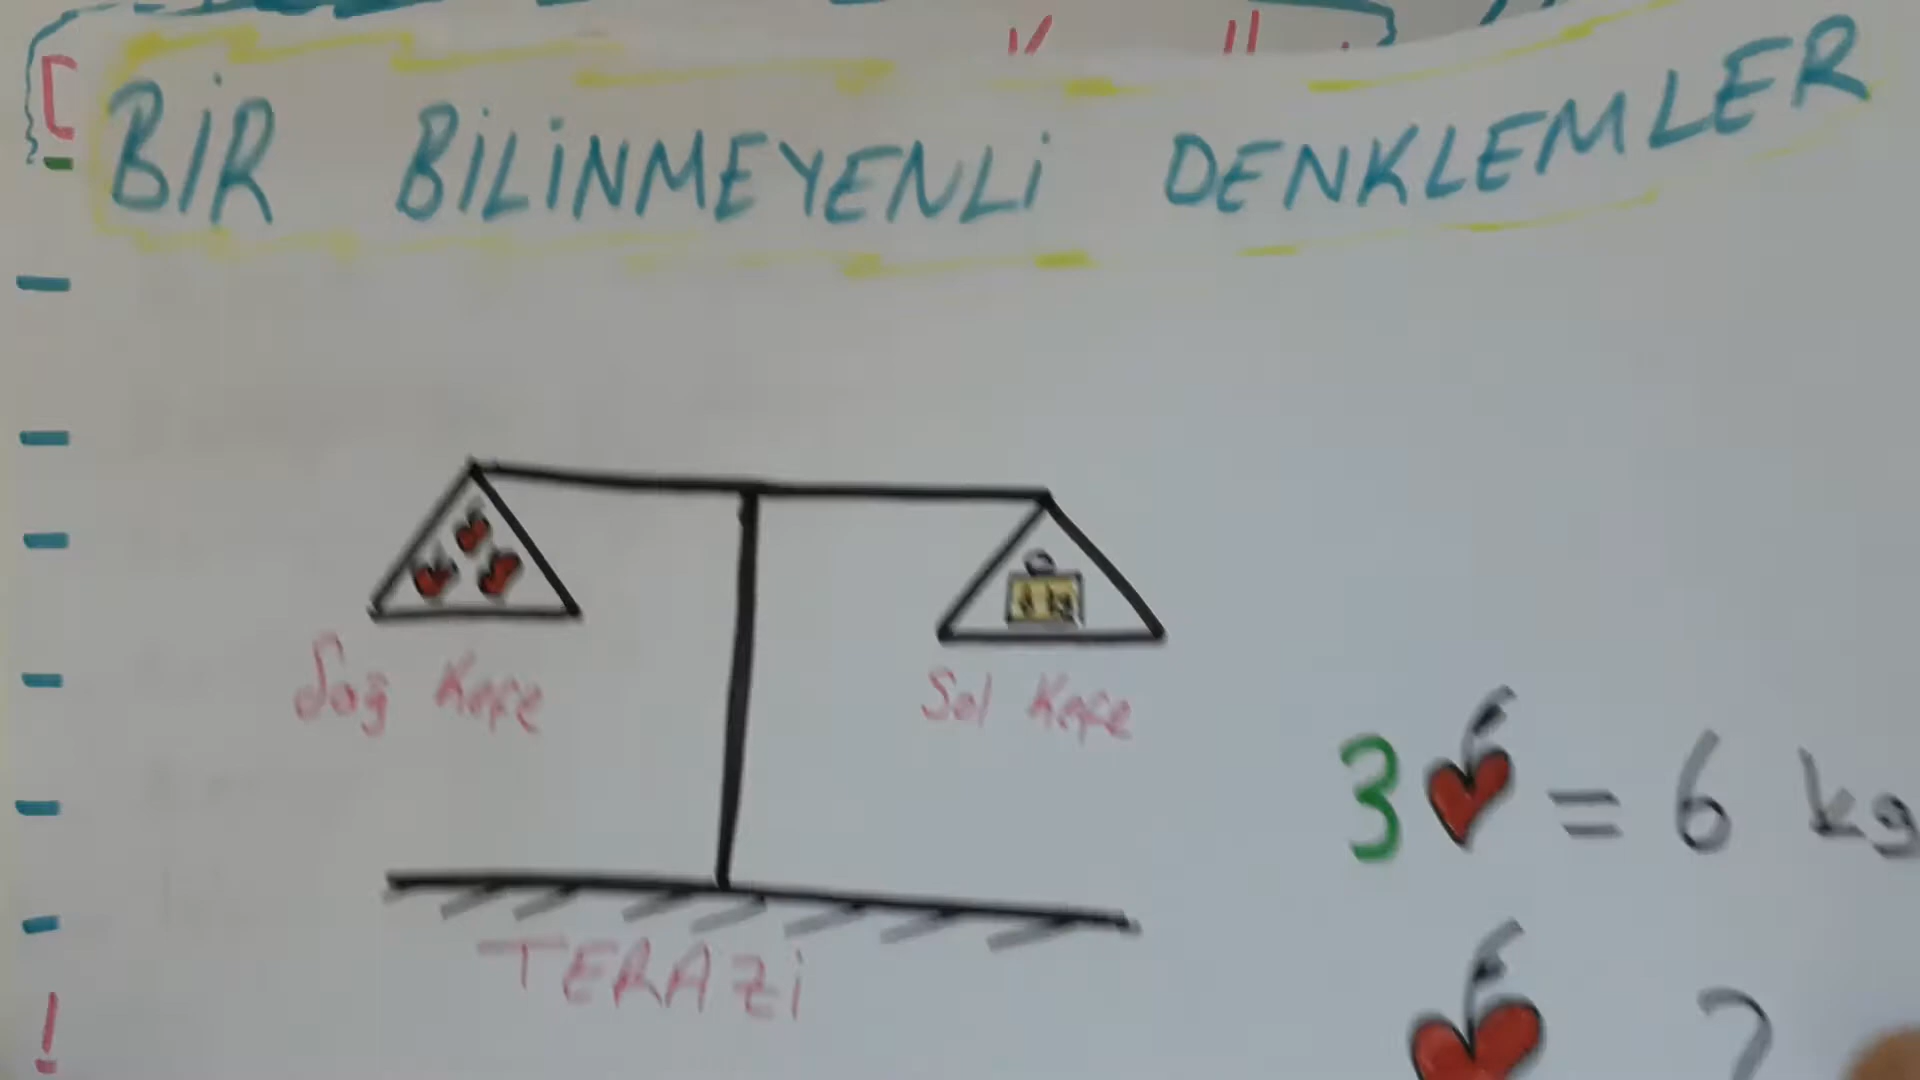 BİR BİLİNMEYENLİ DENKLEMLER
Sağ Kefe
Sol Kefe
3 = 6 kg
TERAZİ